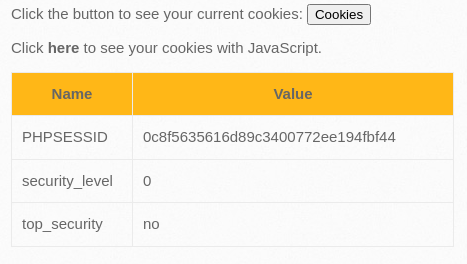 Click the button to see your current cookies: Cookies
Click here to see your cookies with JavaScript.
Name Value
PHPSESSID 0c8f5635616d89c3400772ee194fbf44
security_level 0
top_security no